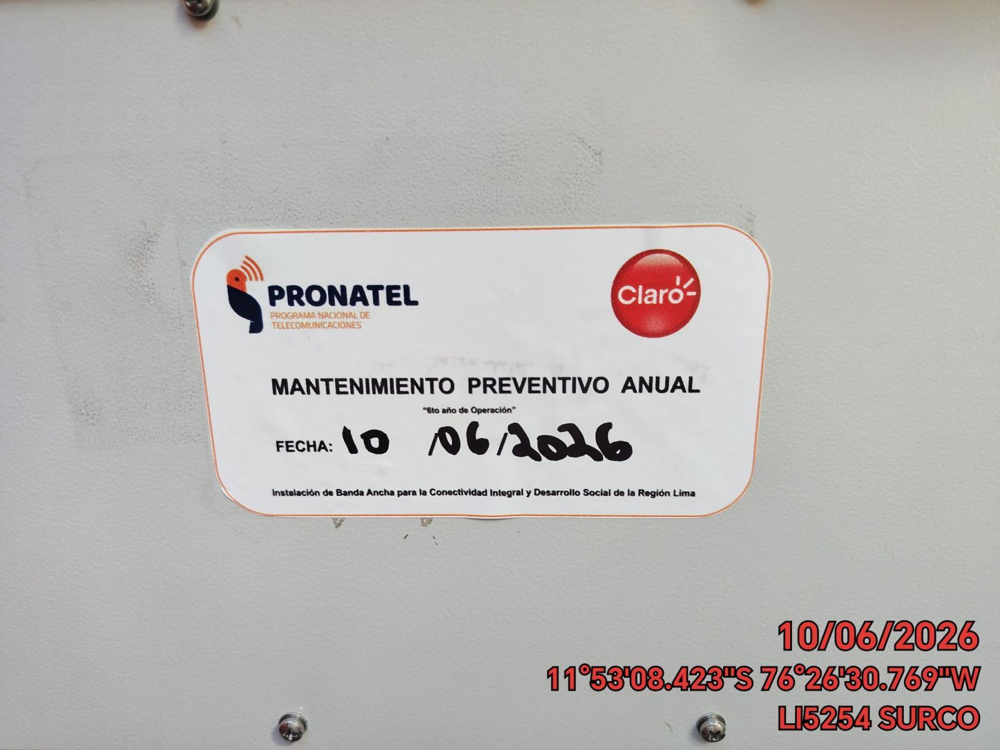 PRONATEL
PROGRAMA NACIONAL DE
TELECOMUNICACIONES
Claro
MANTENIMIENTO PREVENTIVO ANUAL
"6to año de Operación"
FECHA: 10 /06/2026
Instalación de Banda Ancha para la Conectividad Integral y Desarrollo Social de la Región Lima
10/06/2026
11°53'08.423"S 76°26'30.769"W
LI5254 SURCO